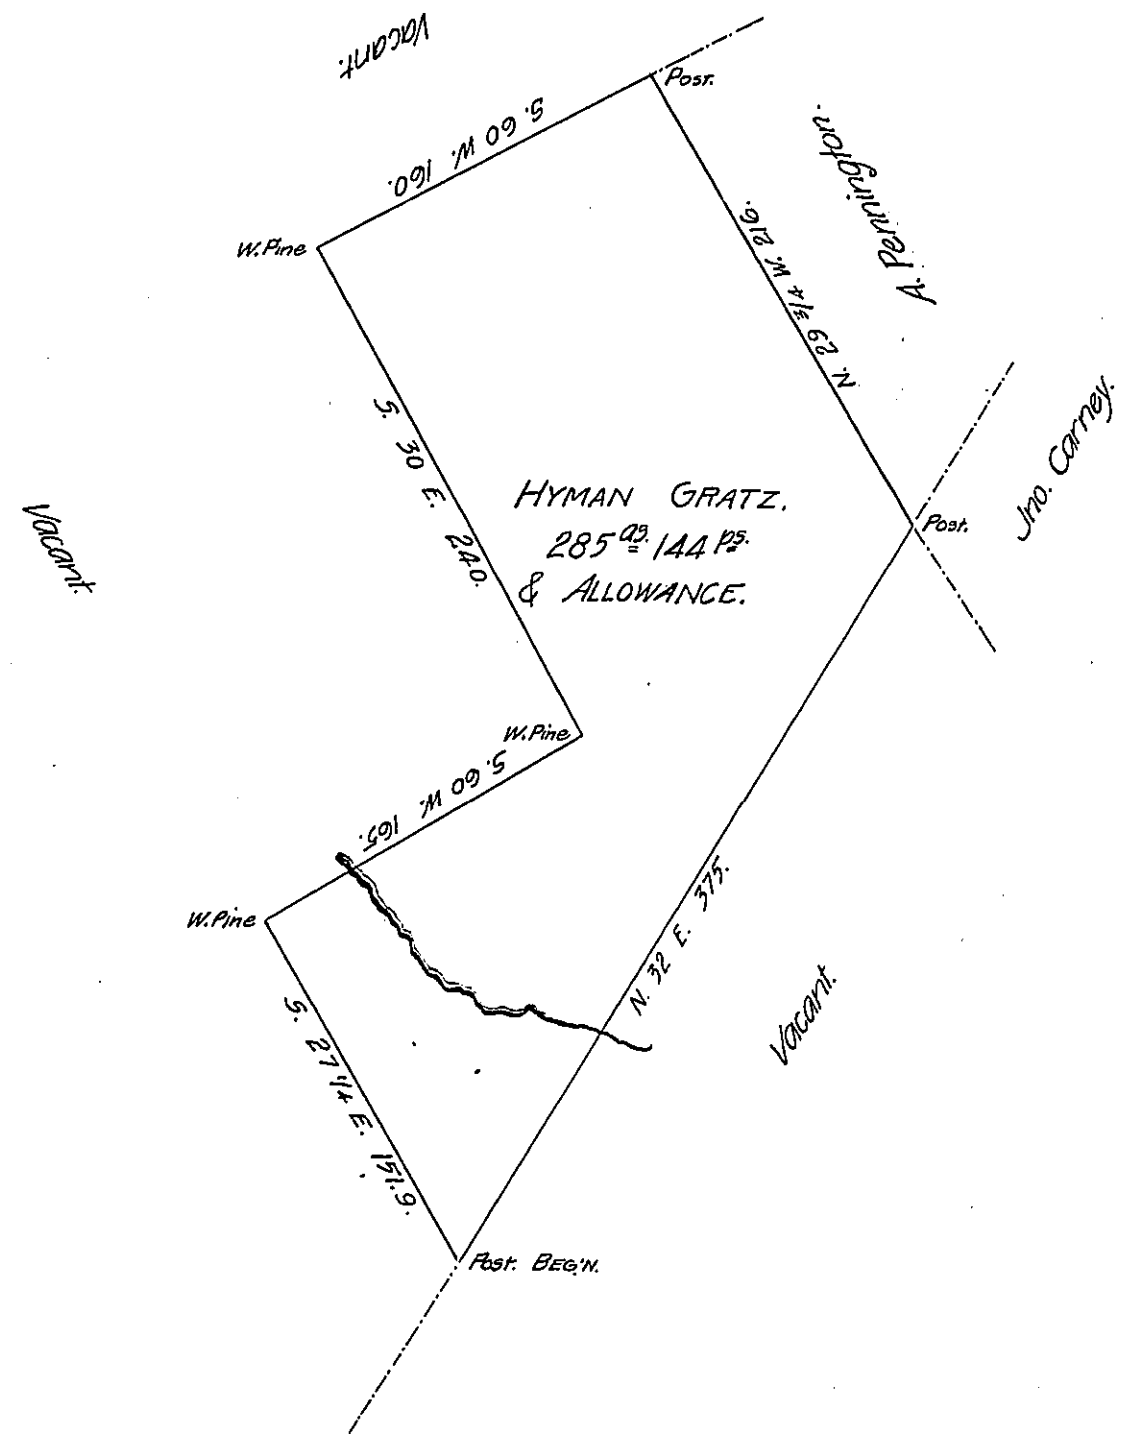 Vacant.
Post.
S. 60 W. 160.
A. Pennington.
W. Pine
N. 29 3/4 W. 216.
Jno. Carney.
S. 30 E. 240.
HYMAN GRATZ.
285 as. 144 ps.
& ALLOWANCE.
Post.
Vacant.
W. Pine
S. 60 W. 165.
W. Pine
N. 32 E. 375.
Vacant.
S. 27 1/4 E. 151.9.
Post. BEG'N.